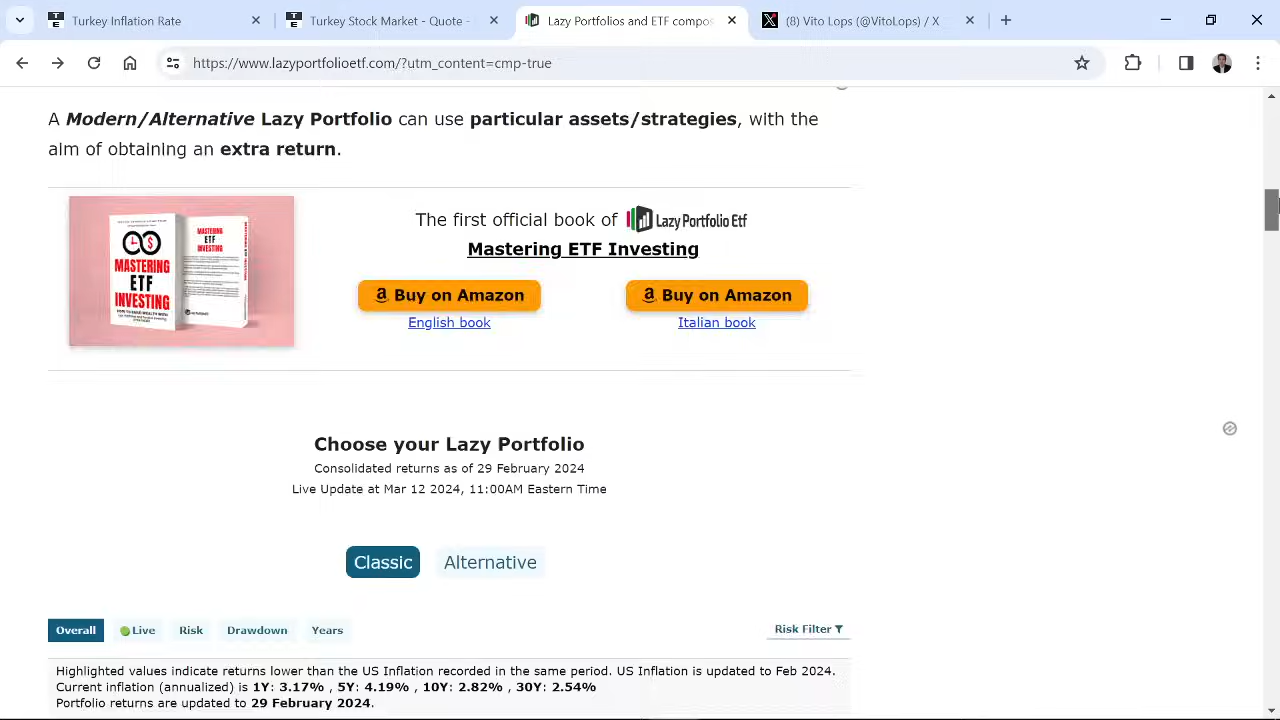 Turkey Inflation Rate
Turkey Stock Market - Quote -
Lazy Portfolios and ETF compos
(8) Vito Lops (@VitoLops) / X
https://www.lazyportfolioetf.com/?utm_content=cmp-true
A Modern/Alternative Lazy Portfolio can use particular assets/strategies, with the
aim of obtaining an extra return.
The first official book of Lazy Portfolio Etf
Mastering ETF Investing
MASTERING
ETF
INVESTING
MASTERING
ETF
INVESTING
Buy on Amazon
Buy on Amazon
English book
Italian book
Choose your Lazy Portfolio
Consolidated returns as of 29 February 2024
Live Update at Mar 12 2024, 11:00AM Eastern Time
Classic
Alternative
Overall
Live
Risk
Drawdown
Years
Risk Filter
Highlighted values indicate returns lower than the US Inflation recorded in the same period. US Inflation is updated to Feb 2024.
Current inflation (annualized) is 1Y: 3.17% , 5Y: 4.19% , 10Y: 2.82% , 30Y: 2.54%
Portfolio returns are updated to 29 February 2024.